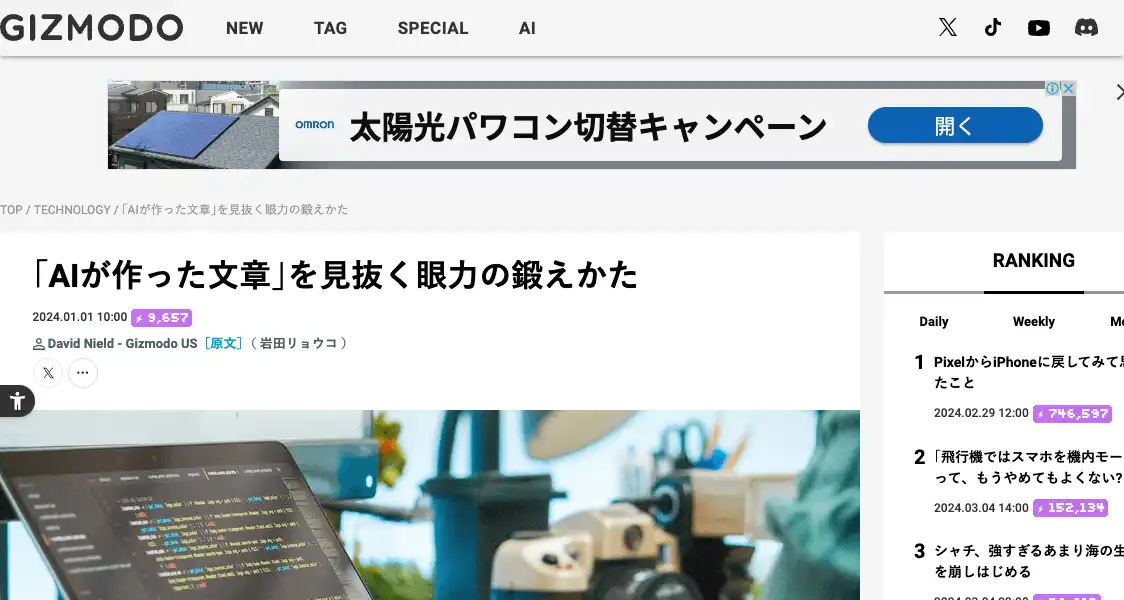 GIZMODO NEW TAG SPECIAL AI
OMRON 太陽光パワコン切替キャンペーン 開く
TOP / TECHNOLOGY / 「AIが作った文章」を見抜く眼力の鍛えかた
「AIが作った文章」を見抜く眼力の鍛えかた
2024.01.01 10:00 9,657
David Nield - Gizmodo US [原文] ( 岩田リョウコ )
RANKING
Daily Weekly
1 PixelからiPhoneに戻してみて思
たこと
2024.02.29 12:00 746,597
2 「飛行機ではスマホを機内モー
って、もうやめてもよくない?
2024.03.04 14:00 152,134
3 シャチ、強すぎるあまり海の生
を崩しはじめる